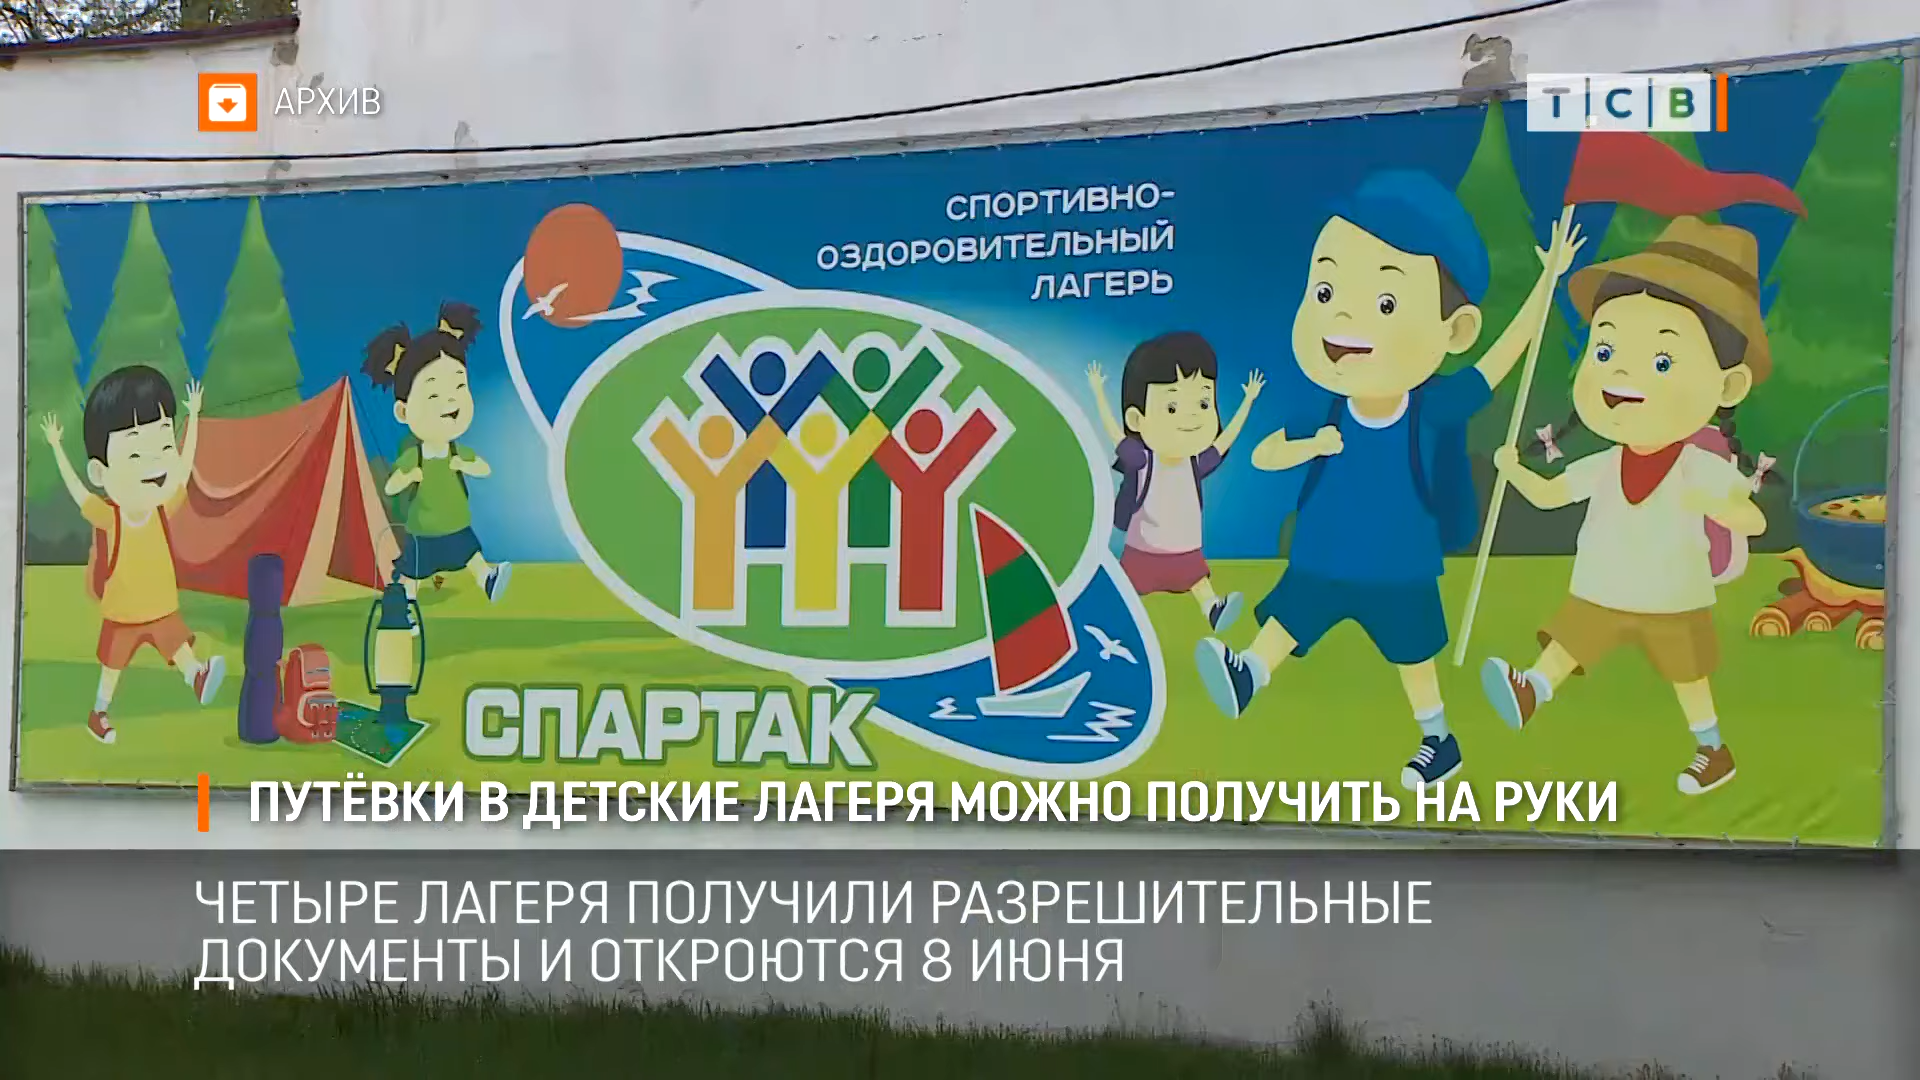 АРХИВ
Т С В
СПОРТИВНО-
ОЗДОРОВИТЕЛЬНЫЙ
ЛАГЕРЬ
СПАРТАК
ПУТЁВКИ В ДЕТСКИЕ ЛАГЕРЯ МОЖНО ПОЛУЧИТЬ НА РУКИ
ЧЕТЫРЕ ЛАГЕРЯ ПОЛУЧИЛИ РАЗРЕШИТЕЛЬНЫЕ
ДОКУМЕНТЫ И ОТКРОЮТСЯ 8 ИЮНЯ